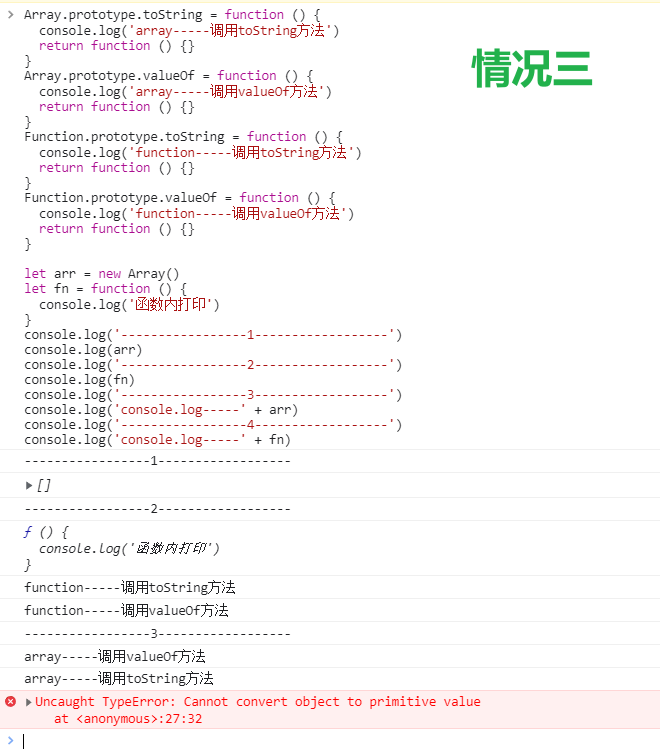 Array.prototype.toString = function () {
  console.log('array-----调用toString方法')
  return function () {}
}
情况三
Array.prototype.valueOf = function () {
  console.log('array-----调用valueOf方法')
  return function () {}
}
Function.prototype.toString = function () {
  console.log('function-----调用toString方法')
  return function () {}
}
Function.prototype.valueOf = function () {
  console.log('function-----调用valueOf方法')
  return function () {}
}
let arr = new Array()
let fn = function () {
  console.log('函数内打印')
}
console.log('----------------1-----------------')
console.log(arr)
console.log('----------------2-----------------')
console.log(fn)
console.log('----------------3-----------------')
console.log('console.log-----' + arr)
console.log('----------------4-----------------')
console.log('console.log-----' + fn)
----------------1-----------------
[]
----------------2-----------------
ƒ () {
  console.log('函数内打印')
}
function-----调用toString方法
function-----调用valueOf方法
----------------3-----------------
array-----调用valueOf方法
array-----调用toString方法
Uncaught TypeError: Cannot convert object to primitive value
    at <anonymous>:27:32